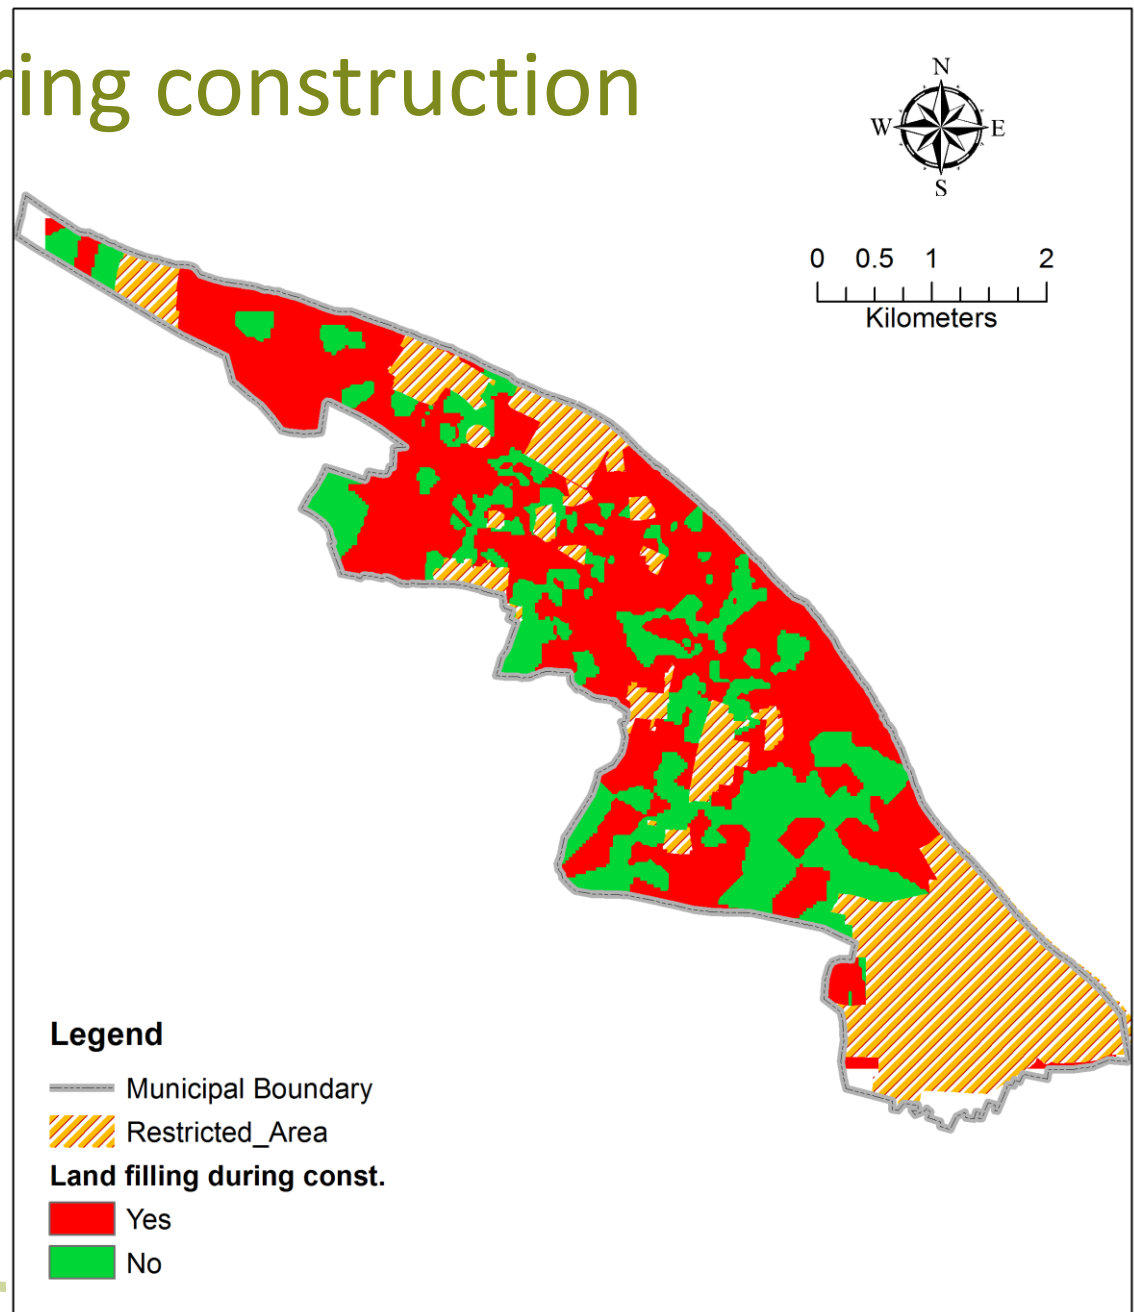 ring construction
N
W E
S
0 0.5 1 2
Kilometers
Legend
Municipal Boundary
Restricted_Area
Land filling during const.
Yes
No